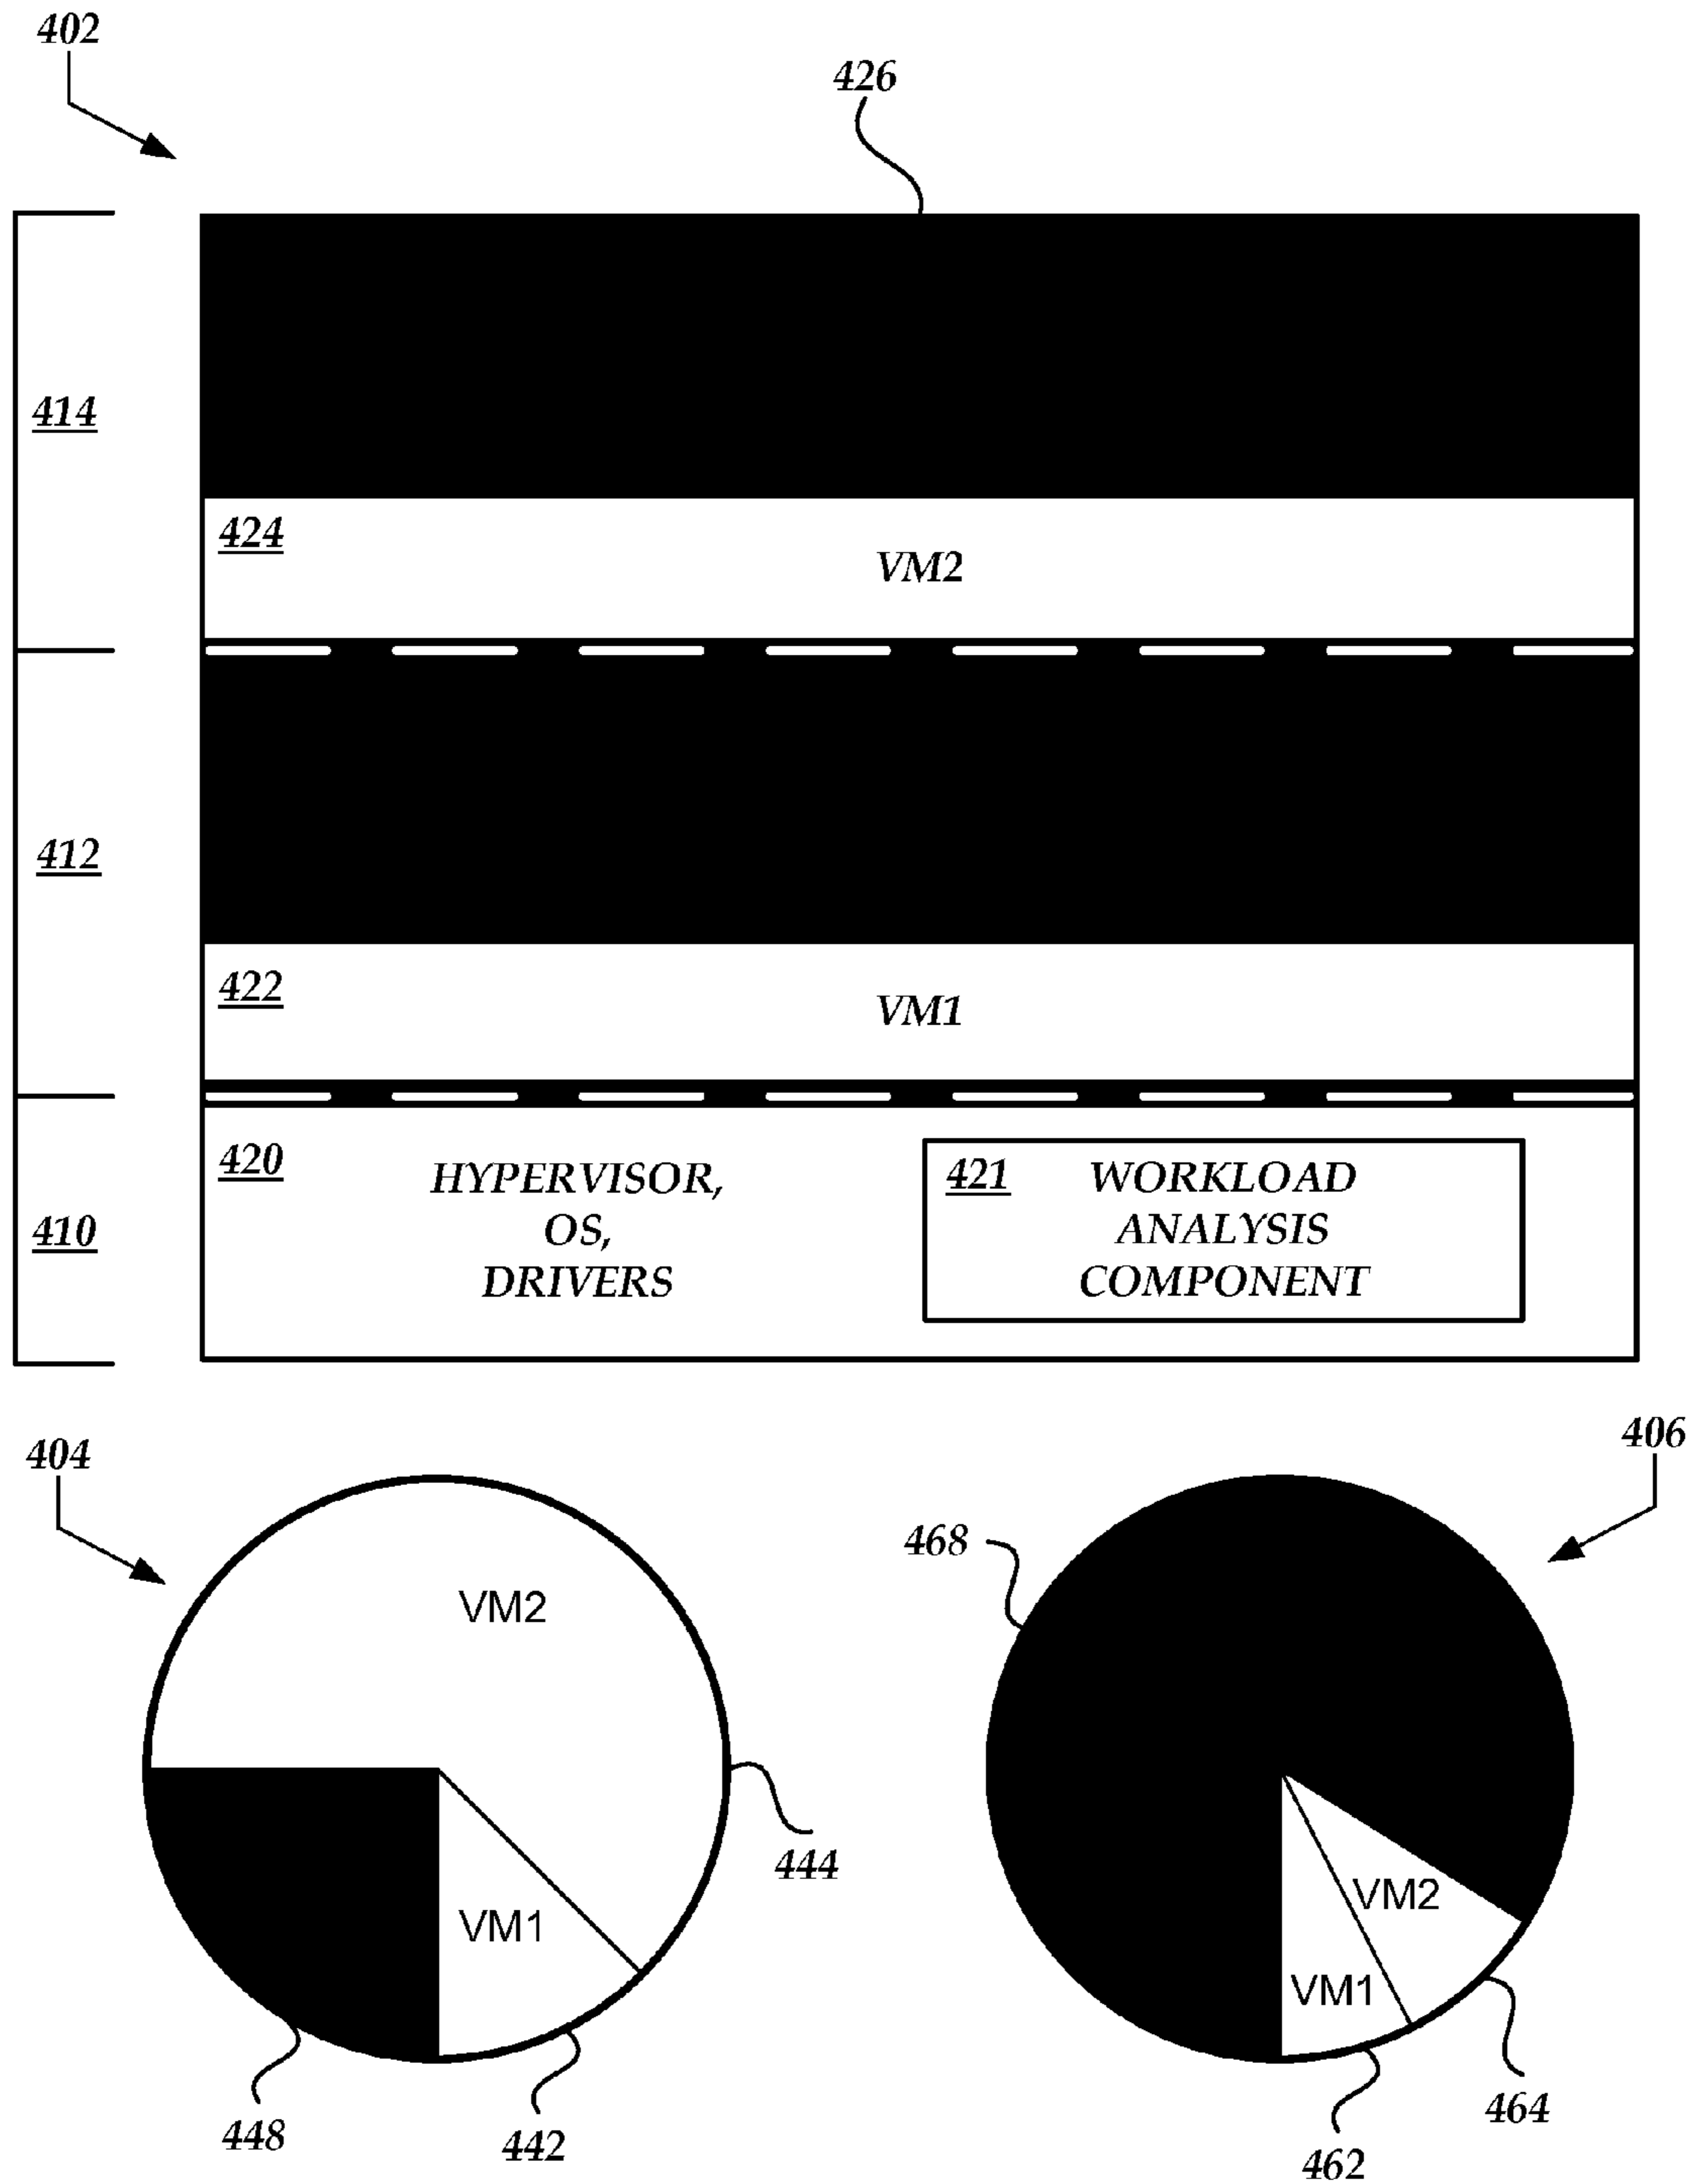 402
426
414
424
VM2
412
422
VM1
410
420
HYPERVISOR,
OS,
DRIVERS
421
WORKLOAD
ANALYSIS
COMPONENT
404
VM2
444
VM1
448
442
406
468
VM2
VM1
464
462